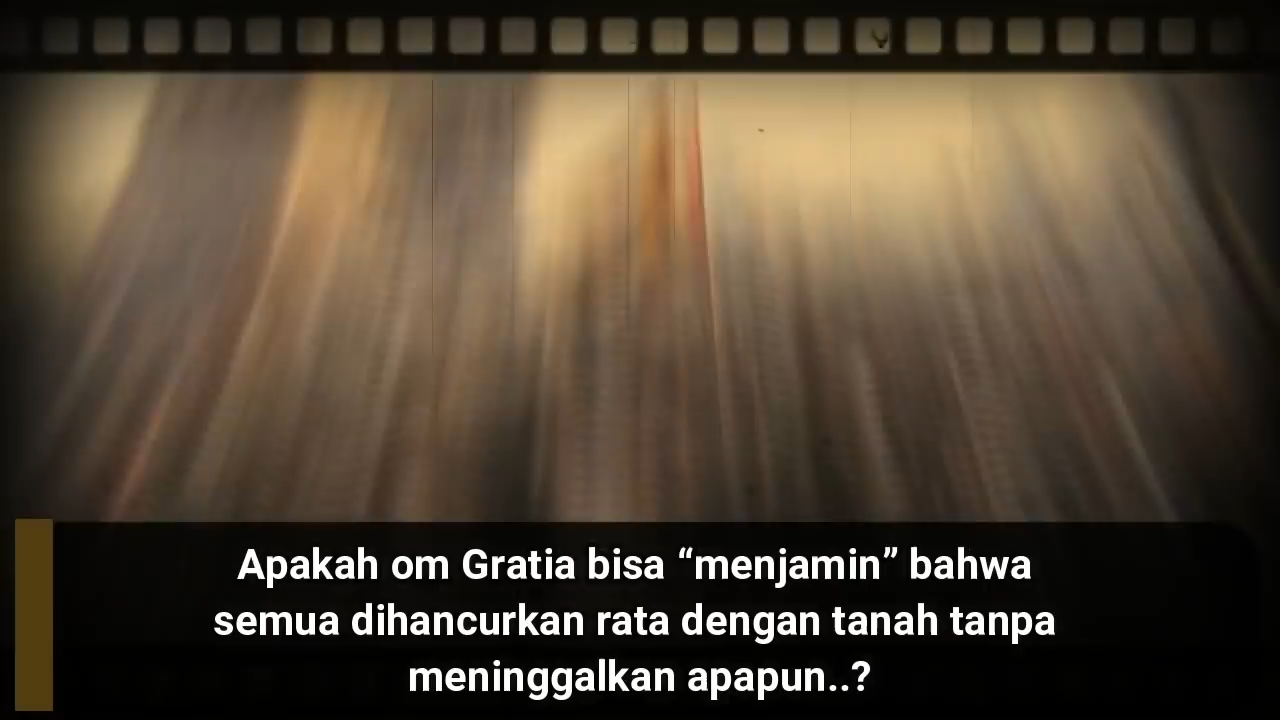 Apakah om Gratia bisa “menjamin” bahwa
semua dihancurkan rata dengan tanah tanpa
meninggalkan apapun..?